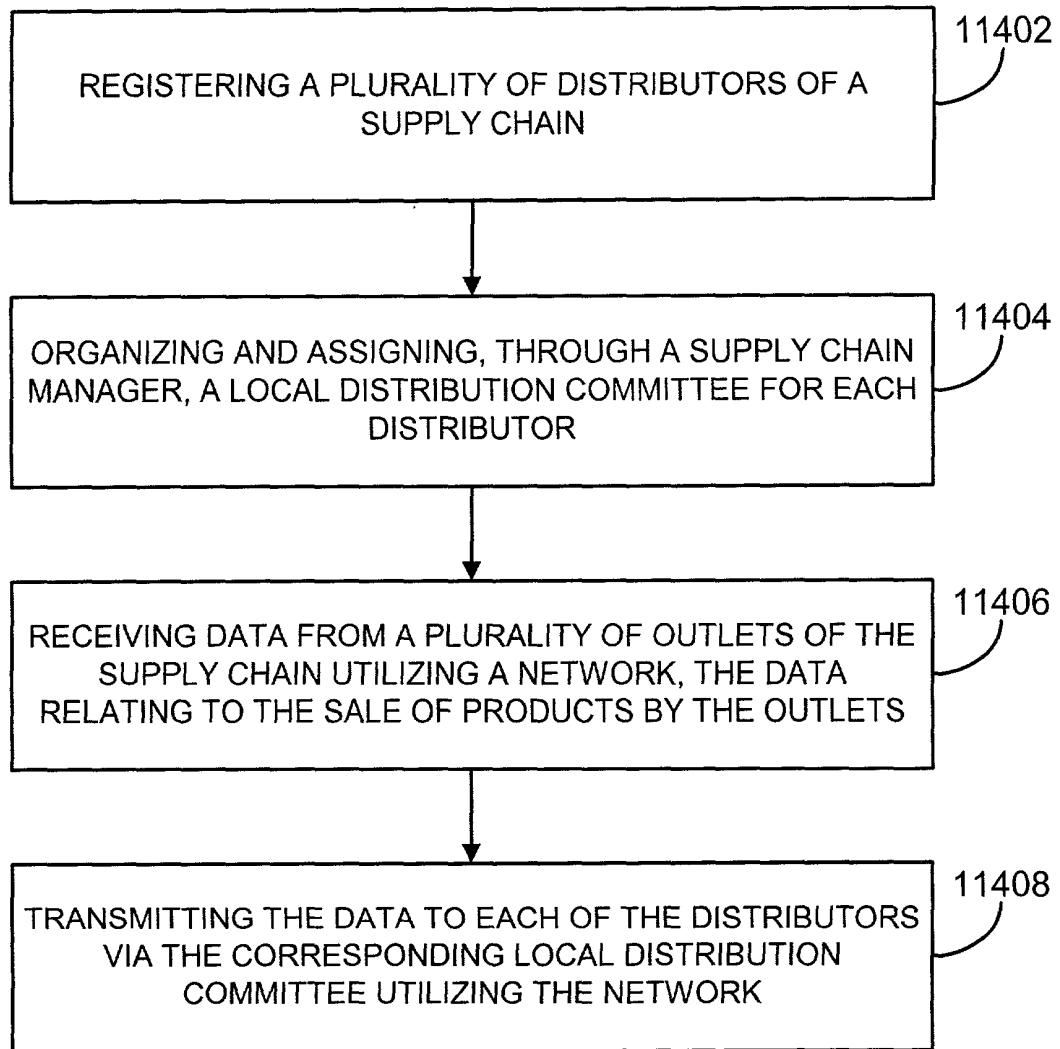 11402
REGISTERING A PLURALITY OF DISTRIBUTORS OF A
SUPPLY CHAIN
11404
ORGANIZING AND ASSIGNING, THROUGH A SUPPLY CHAIN
MANAGER, A LOCAL DISTRIBUTION COMMITTEE FOR EACH
DISTRIBUTOR
11406
RECEIVING DATA FROM A PLURALITY OF OUTLETS OF THE
SUPPLY CHAIN UTILIZING A NETWORK, THE DATA
RELATING TO THE SALE OF PRODUCTS BY THE OUTLETS
11408
TRANSMITTING THE DATA TO EACH OF THE DISTRIBUTORS
VIA THE CORRESPONDING LOCAL DISTRIBUTION
COMMITTEE UTILIZING THE NETWORK